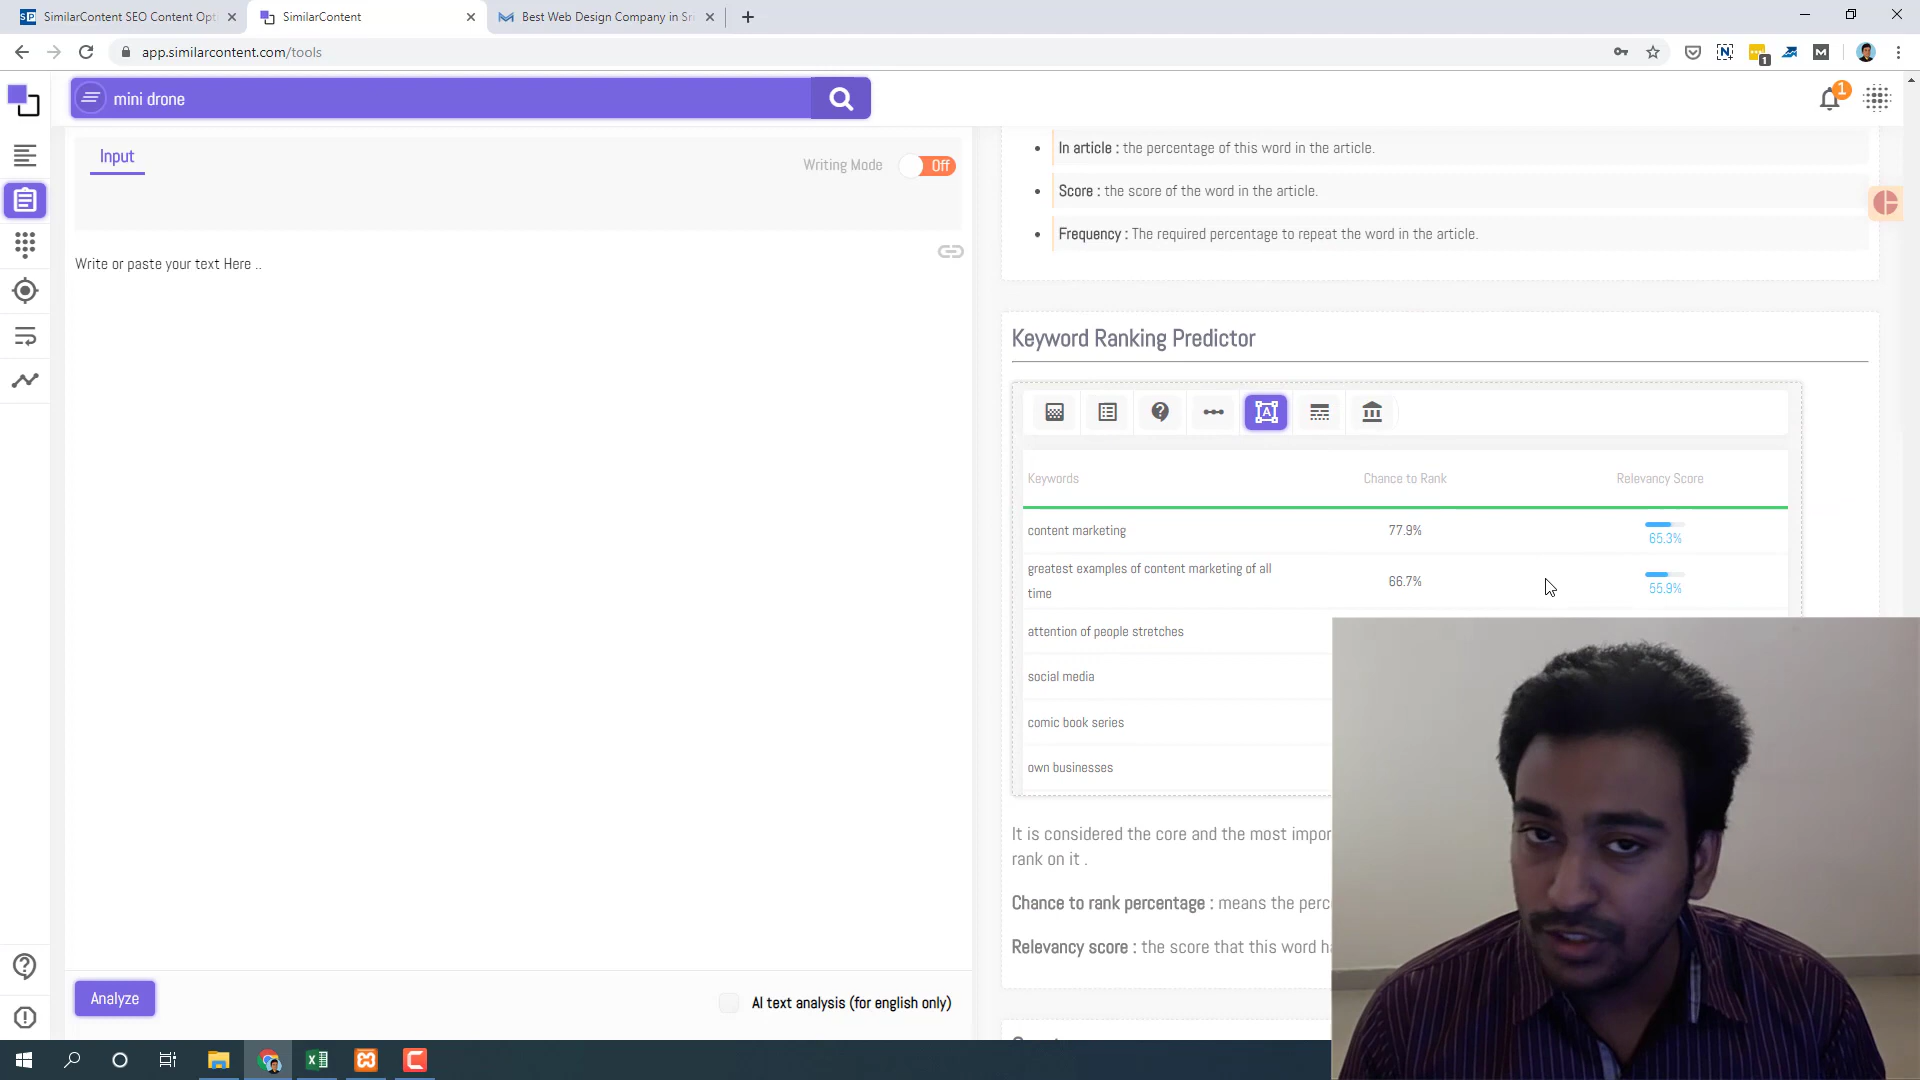 SimilarContent SEO Content Opt
SimilarContent
Best Web Design Company in Sri
app.similarcontent.com/tools
1
mini drone
1
Input
Writing Mode
Off
Write or paste your text Here ..
Analyze
AI text analysis (for english only)
In article : the percentage of this word in the article.
Score : the score of the word in the article.
Frequency : The required percentage to repeat the word in the article.
Keyword Ranking Predictor
Keywords
Chance to Rank
Relevancy Score
content marketing
77.9%
65.3%
greatest examples of content marketing of all
time
66.7%
55.9%
attention of people stretches
social media
comic book series
own businesses
It is considered the core and the most impor
rank on it .
Chance to rank percentage : means the perc
Relevancy score : the score that this word ha